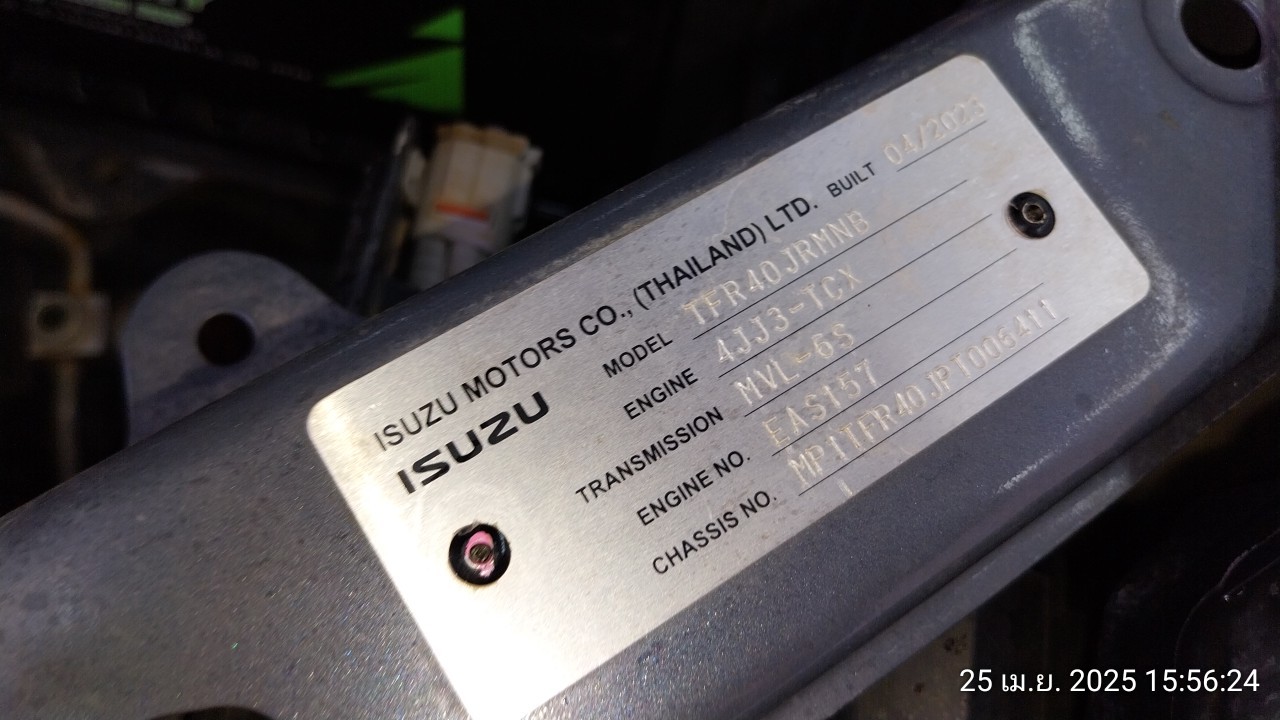 ISUZU MOTORS CO., (THAILAND) LTD. BUILT 04/2023
ISUZU
MODEL TFR40JRMNB
ENGINE 4JJ3-TCX
TRANSMISSION MVL-6S
ENGINE NO. EAS157
CHASSIS NO. MP1TFR40JPT006411
25 เม.ย. 2025 15:56:24